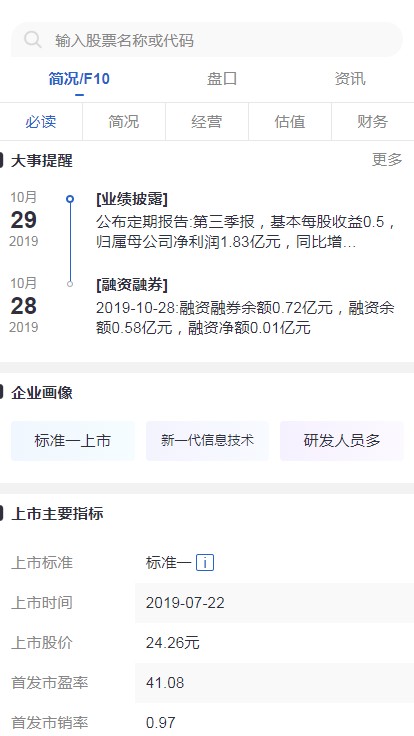 输入股票名称或代码
简况/F10 盘口 资讯
必读 简况 经营 估值 财务
大事提醒 更多
10月
29
2019
[业绩披露]
公布定期报告:第三季报，基本每股收益0.5，
归属母公司净利润1.83亿元，同比增...
10月
28
2019
[融资融券]
2019-10-28:融资融券余额0.72亿元，融资余
额0.58亿元，融资净额0.01亿元
企业画像
标准一上市 新一代信息技术 研发人员多
上市主要指标
上市标准 标准一 i
上市时间 2019-07-22
上市股价 24.26元
首发市盈率 41.08
首发市销率 0.97